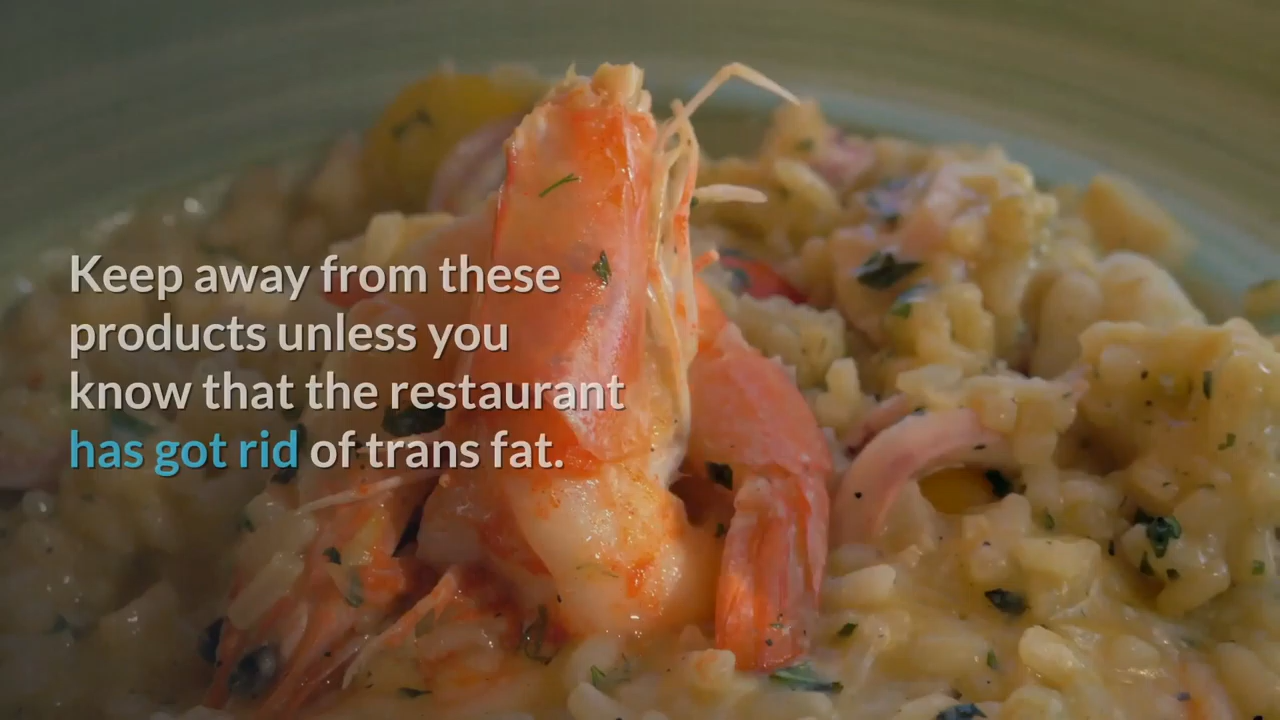 Keep away from these
products unless you
know that the restaurant
has got rid of trans fat.